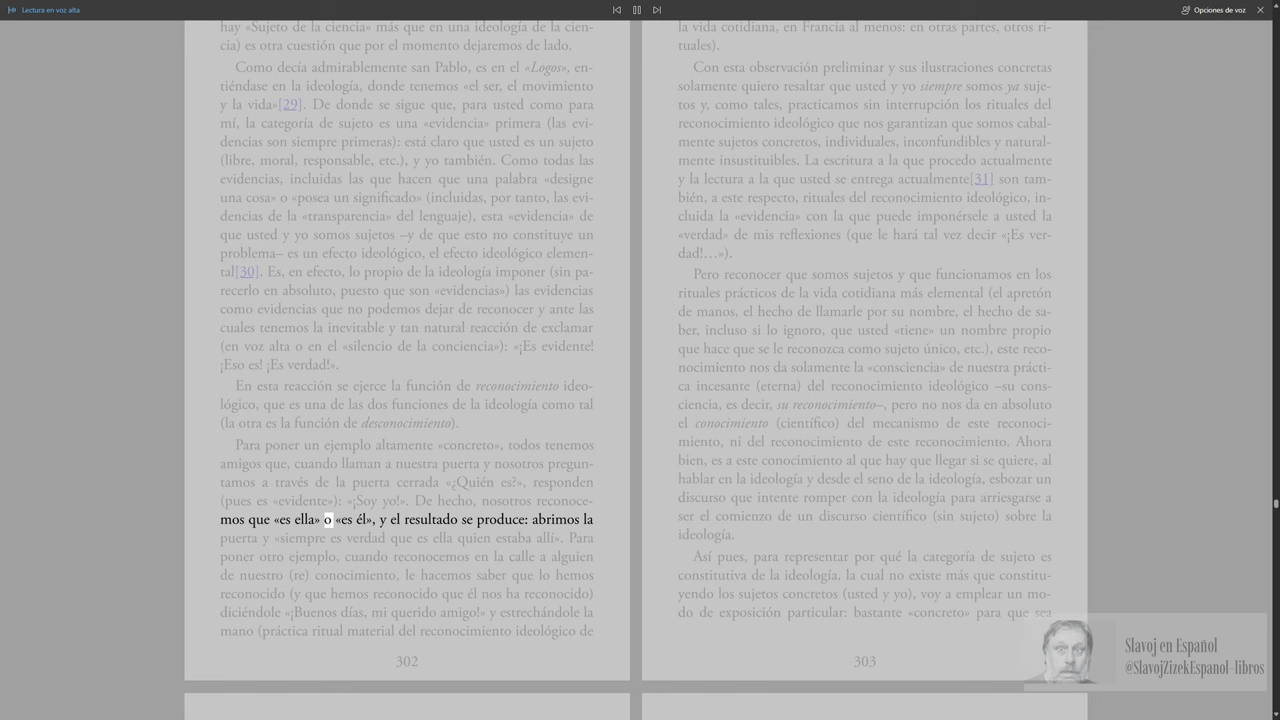 Lectura en voz alta
Opciones de voz
hay «Sujeto de la ciencia» más que en una ideología de la cien-
cia) es otra cuestión que por el momento dejaremos de lado.
Como decía admirablemente san Pablo, es en el «Logos», en-
tiéndase en la ideología, donde tenemos «el ser, el movimiento
y la vida»[29]. De donde se sigue que, para usted como para
mí, la categoría de sujeto es una «evidencia» primera (las evi-
dencias son siempre primeras): está claro que usted es un sujeto
(libre, moral, responsable, etc.), y yo también. Como todas las
evidencias, incluidas las que hacen que una palabra «designe
una cosa» o «posea un significado» (incluidas, por tanto, las evi-
dencias de la «transparencia» del lenguaje), esta «evidencia» de
que usted y yo somos sujetos –y de que esto no constituye un
problema– es un efecto ideológico, el efecto ideológico elemen-
tal[30]. Es, en efecto, lo propio de la ideología imponer (sin pa-
recerlo en absoluto, puesto que son «evidencias») las evidencias
como evidencias que no podemos dejar de reconocer y ante las
cuales tenemos la inevitable y tan natural reacción de exclamar
(en voz alta o en el «silencio de la conciencia»): «¡Es evidente!
¡Eso es! ¡Es verdad!».
En esta reacción se ejerce la función de reconocimiento ideo-
lógico, que es una de las dos funciones de la ideología como tal
(la otra es la función de desconocimiento).
Para poner un ejemplo altamente «concreto», todos tenemos
amigos que, cuando llaman a nuestra puerta y nosotros pregun-
tamos a través de la puerta cerrada «¿Quién es?», responden
(pues es «evidente»): «¡Soy yo!». De hecho, nosotros reconoce-
mos que «es ella» o «es él», y el resultado se produce: abrimos la
puerta y «siempre es verdad que es ella quien estaba allí». Para
poner otro ejemplo, cuando reconocemos en la calle a alguien
de nuestro (re) conocimiento, le hacemos saber que lo hemos
reconocido (y que hemos reconocido que él nos ha reconocido)
diciéndole «¡Buenos días, mi querido amigo!» y estrechándole la
mano (práctica ritual material del reconocimiento ideológico de
302
la vida cotidiana, en Francia al menos: en otras partes, otros ri-
tuales).
Con esta observación preliminar y sus ilustraciones concretas
solamente quiero resaltar que usted y yo siempre somos ya suje-
tos y, como tales, practicamos sin interrupción los rituales del
reconocimiento ideológico que nos garantizan que somos cabal-
mente sujetos concretos, individuales, inconfundibles y natural-
mente insustituibles. La escritura a la que procedo actualmente
y la lectura a la que usted se entrega actualmente[31] son tam-
bién, a este respecto, rituales del reconocimiento ideológico, in-
cluida la «evidencia» con la que puede imponérsele a usted la
«verdad» de mis reflexiones (que le hará tal vez decir «¡Es ver-
dad!…»).
Pero reconocer que somos sujetos y que funcionamos en los
rituales prácticos de la vida cotidiana más elemental (el apretón
de manos, el hecho de llamarle por su nombre, el hecho de sa-
ber, incluso si lo ignoro, que usted «tiene» un nombre propio
que hace que se le reconozca como sujeto único, etc.), este reco-
nocimiento nos da solamente la «consciencia» de nuestra prácti-
ca incesante (eterna) del reconocimiento ideológico –su cons-
ciencia, es decir, su reconocimiento–, pero no nos da en absoluto
el conocimiento (científico) del mecanismo de este reconoci-
miento, ni del reconocimiento de este reconocimiento. Ahora
bien, es a este conocimiento al que hay que llegar si se quiere, al
hablar en la ideología y desde el seno de la ideología, esbozar un
discurso que intente romper con la ideología para arriesgarse a
ser el comienzo de un discurso científico (sin sujeto) sobre la
ideología.
Así pues, para representar por qué la categoría de sujeto es
constitutiva de la ideología, la cual no existe más que constitu-
yendo los sujetos concretos (usted y yo), voy a emplear un mo-
do de exposición particular: bastante «concreto» para que sea
303
Slavoj en Español
@SlavojZizekEspanol-libros